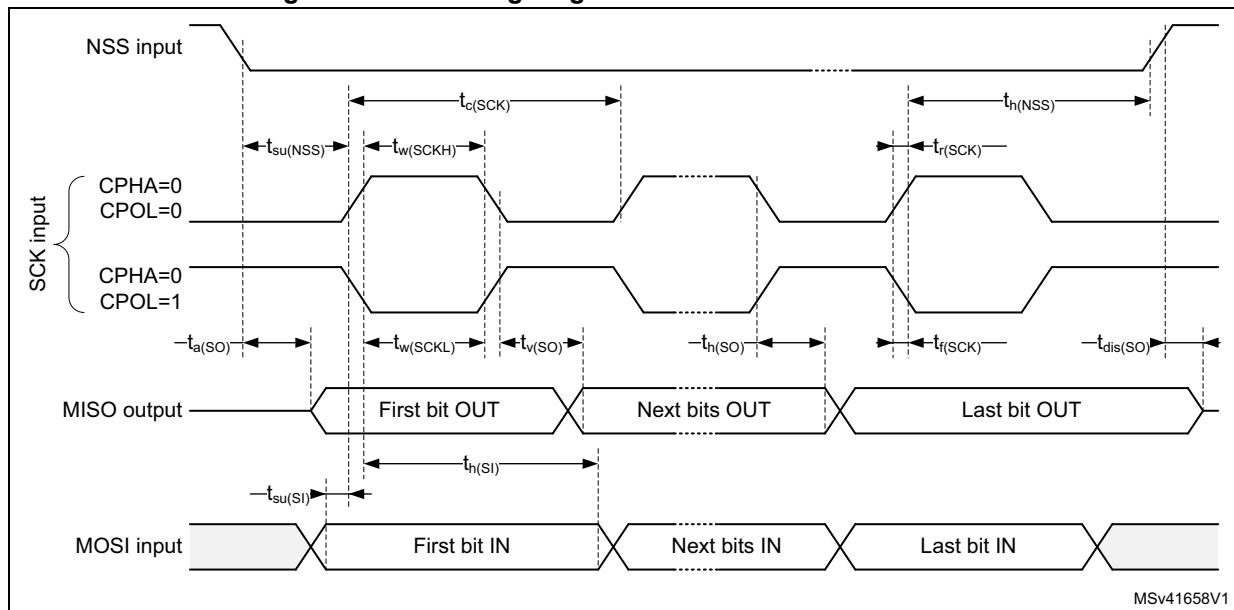 NSS input
tc(SCK)
th(NSS)
tsu(NSS)
tw(SCKH)
tr(SCK)
SCK input
CPHA=0
CPOL=0
CPHA=0
CPOL=1
ta(SO)
tw(SCKL)
tv(SO)
th(SO)
tf(SCK)
tdis(SO)
MISO output
First bit OUT
Next bits OUT
Last bit OUT
th(SI)
tsu(SI)
MOSI input
First bit IN
Next bits IN
Last bit IN
MSv41658V1